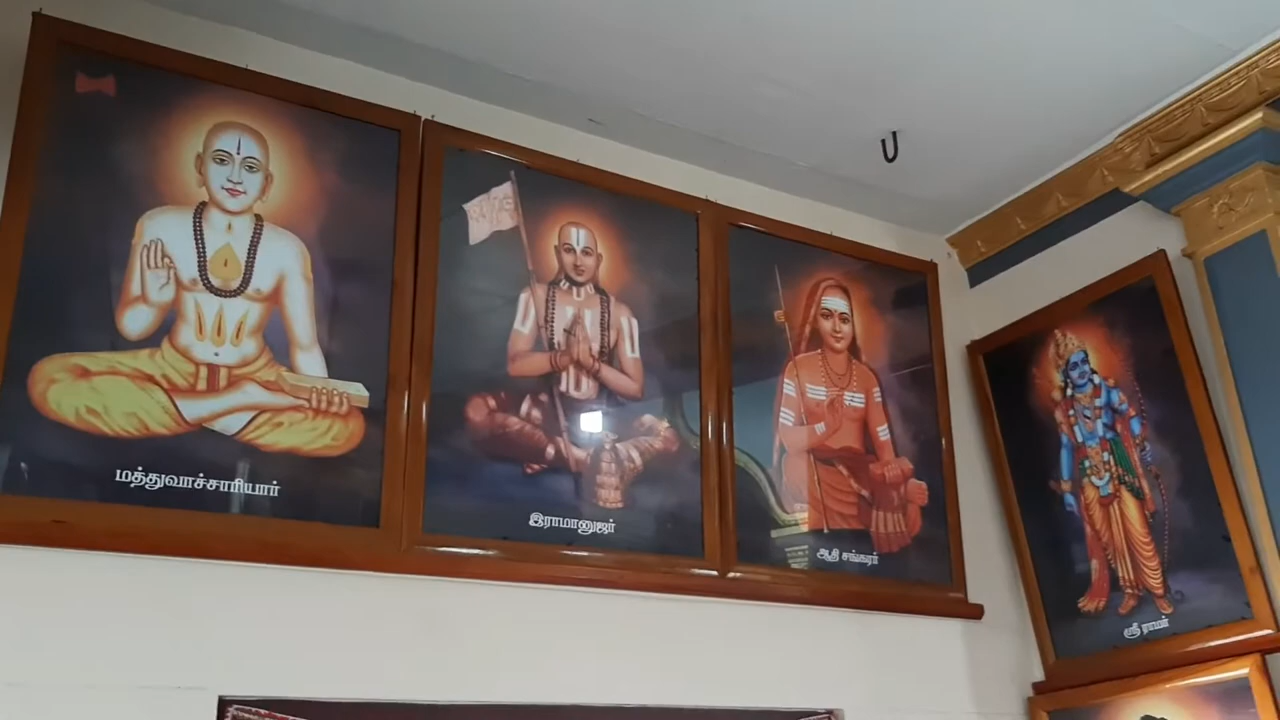 மத்துவாச்சாரியார்
இராமானுஜர்
ஆதி சங்கரர்
ஸ்ரீ ராமர்